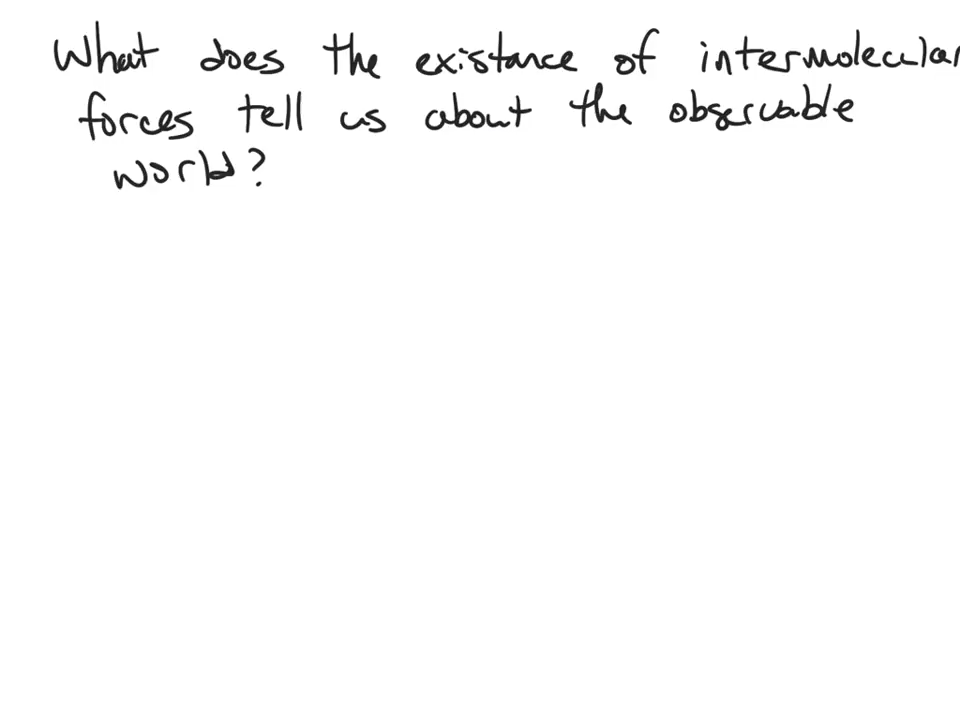 What does the existance of intermolecular
forces tell us about the observable
world?